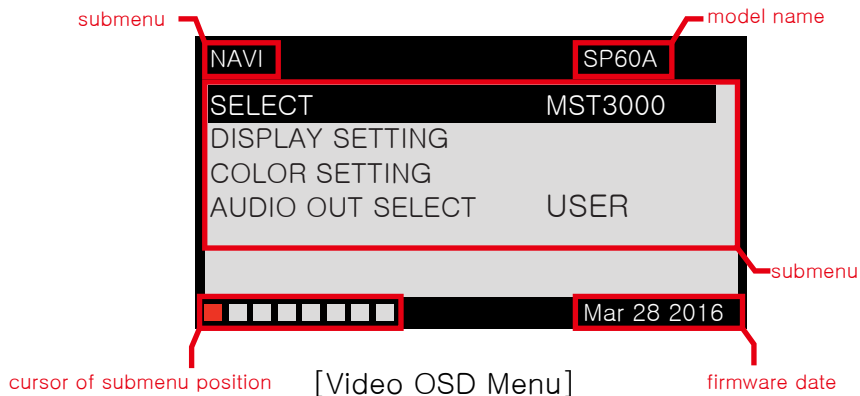 submenu
model name
NAVI SP60A
SELECT MST3000
DISPLAY SETTING
COLOR SETTING
AUDIO OUT SELECT USER
submenu
Mar 28 2016
cursor of submenu position
[Video OSD Menu]
firmware date